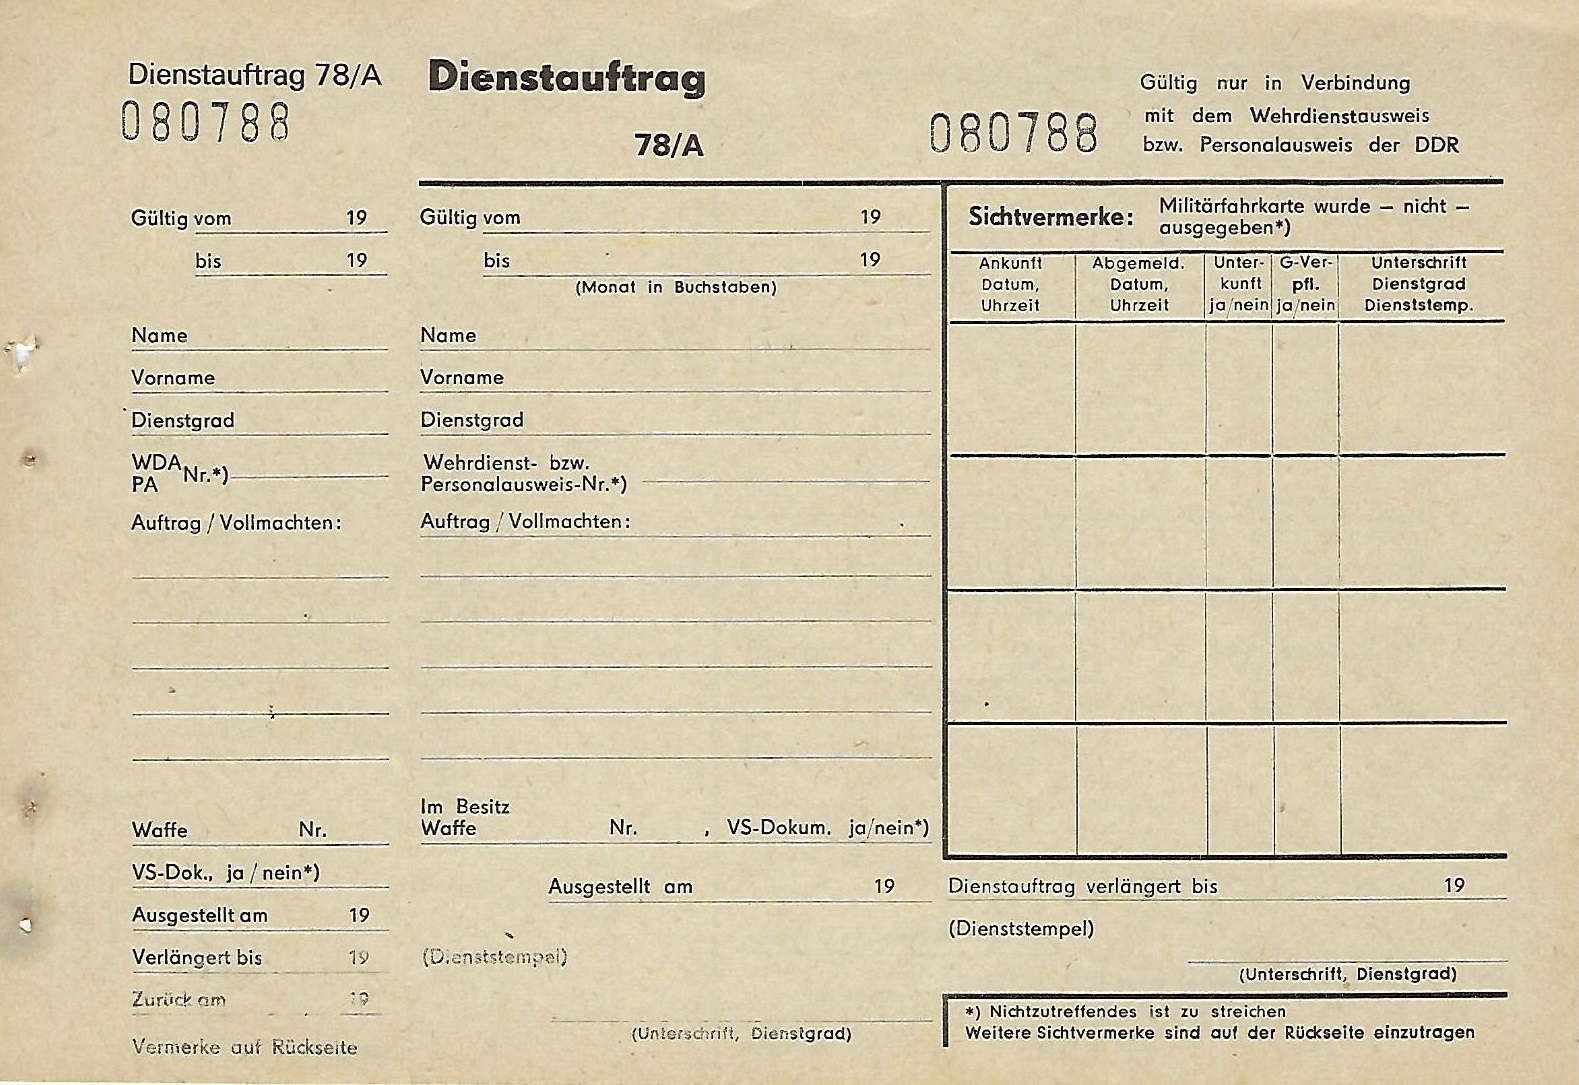 Dienstauftrag 78/A
080788
Gültig vom 19
bis 19
Name
Vorname
Dienstgrad
WDA
PA Nr.*)
Auftrag / Vollmachten:
Waffe Nr.
VS-Dok., ja / nein*)
Ausgestellt am 19
Verlängert bis 19
Zurück am 19
Vermerke auf Rückseite
Dienstauftrag
78/A
080788
Gültig nur in Verbindung
mit dem Wehrdienstausweis
bzw. Personalausweis der DDR
Gültig vom 19
bis 19
(Monat in Buchstaben)
Name
Vorname
Dienstgrad
Wehrdienst- bzw.
Personalausweis-Nr.*)
Auftrag / Vollmachten:
Im Besitz
Waffe Nr. , VS-Dokum. ja/nein*)
Ausgestellt am 19
(Dienststempel)
(Unterschrift, Dienstgrad)
Sichtvermerke: Militärfahrkarte wurde – nicht –
ausgegeben*)
Ankunft Abgemeld. Unter- G-Ver- Unterschrift
Datum, Datum, kunft pfl. Dienstgrad
Uhrzeit Uhrzeit ja/nein ja/nein Dienststemp.
Dienstauftrag verlängert bis 19
(Dienststempel)
(Unterschrift, Dienstgrad)
*) Nichtzutreffendes ist zu streichen
Weitere Sichtvermerke sind auf der Rückseite einzutragen